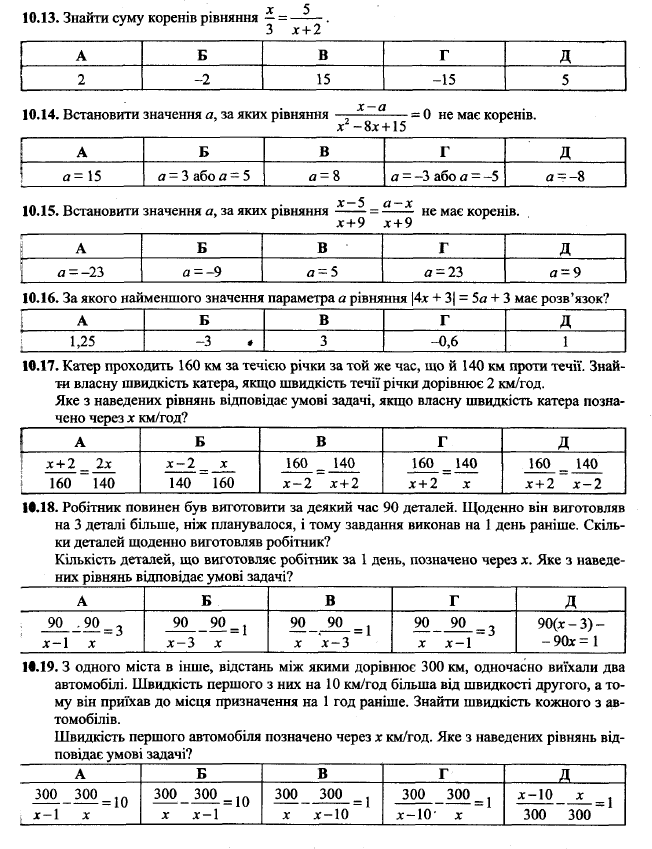 10.13. Знайти суму коренів рівняння x/3 = 5/(x+2).
А Б В Г Д
2 –2 15 –15 5
10.14. Встановити значення a, за яких рівняння (x–a)/(x²–8x+15) = 0 не має коренів.
А Б В Г Д
a = 15 a = 3 або a = 5 a = 8 a = –3 або a = –5 a = –8
10.15. Встановити значення a, за яких рівняння (x–5)/(x+9) = (a–x)/(x+9) не має коренів.
А Б В Г Д
a = –23 a = –9 a = 5 a = 23 a = 9
10.16. За якого найменшого значення параметра a рівняння |4x + 3| = 5a + 3 має розв’язок?
А Б В Г Д
1,25 –3 3 –0,6 1
10.17. Катер проходить 160 км за течією річки за той же час, що й 140 км проти течії. Знай-
ти власну швидкість катера, якщо швидкість течії річки дорівнює 2 км/год.
Яке з наведених рівнянь відповідає умові задачі, якщо власну швидкість катера позна-
чено через x км/год?
А Б В Г Д
(x+2)/160 = 2x/140 (x–2)/140 = x/160 160/(x–2) = 140/(x+2) 160/(x+2) = 140/x 160/(x+2) = 140/(x–2)
10.18. Робітник повинен був виготовити за деякий час 90 деталей. Щоденно він виготовляв
на 3 деталі більше, ніж планувалося, і тому завдання виконав на 1 день раніше. Скіль-
ки деталей щоденно виготовляв робітник?
Кількість деталей, що виготовляє робітник за 1 день, позначено через x. Яке з наведе-
них рівнянь відповідає умові задачі?
А Б В Г Д
90/(x–1) – 90/x = 3 90/(x–3) – 90/x = 1 90/x – 90/(x–3) = 1 90/x – 90/(x–1) = 3 90(x – 3) –
– 90x = 1
10.19. З одного міста в інше, відстань між якими дорівнює 300 км, одночасно виїхали два
автомобілі. Швидкість першого з них на 10 км/год більша від швидкості другого, а то-
му він приїхав до місця призначення на 1 год раніше. Знайти швидкість кожного з ав-
томобілів.
Швидкість першого автомобіля позначено через x км/год. Яке з наведених рівнянь від-
повідає умові задачі?
А Б В Г Д
300/(x–1) – 300/x = 10 300/x – 300/(x–1) = 10 300/x – 300/(x–10) = 1 300/(x–10) – 300/x = 1 (x–10)/300 – x/300 = 1